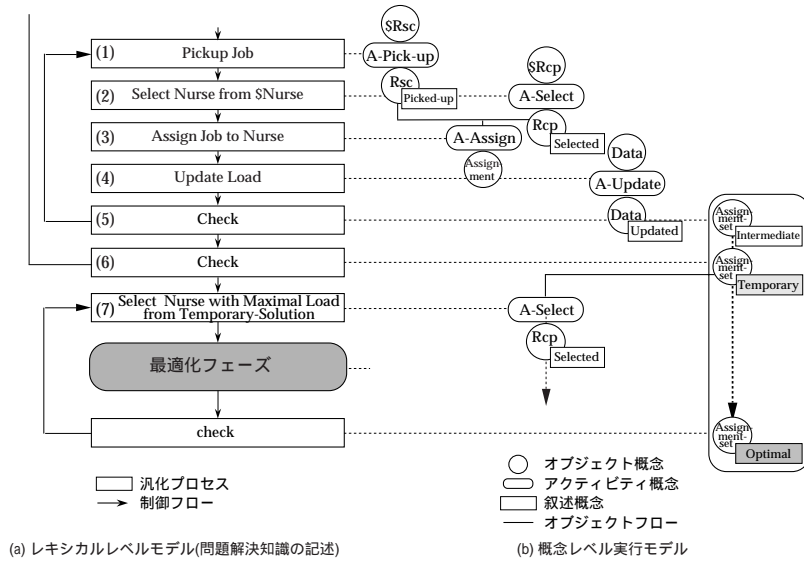 $Rsc
(1) Pickup Job
A-Pick-up
Rsc
Picked-up
$Rcp
(2) Select Nurse from $Nurse
A-Select
Rcp
Selected
(3) Assign Job to Nurse
A-Assign
Assign
ment
Data
(4) Update Load
A-Update
Data
Updated
(5) Check
Assign-
ment-
set
Intermediate
(6) Check
Assign-
ment-
set
Temporary
(7) Select Nurse with Maximal Load
from Temporary-Solution
A-Select
Rcp
Selected
最適化フェーズ
check
Assign-
ment-
set
Optimal
汎化プロセス
制御フロー
オブジェクト概念
アクティビティ概念
叙述概念
オブジェクトフロー
(a) レキシカルレベルモデル(問題解決知識の記述)
(b) 概念レベル実行モデル